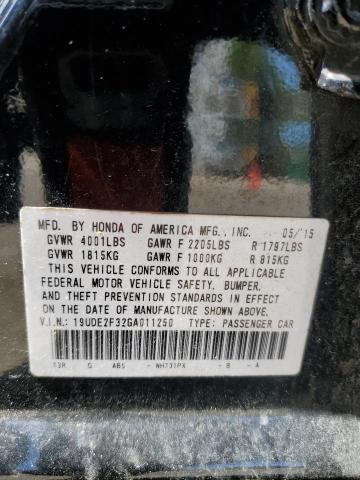 MFD. BY HONDA OF AMERICA MFG., INC. 05/15
GVWR 4001LBS GAWR F 2205LBS R 1797LBS
GVWR 1815KG GAWR F 1000KG R 815KG
THIS VEHICLE CONFORMS TO ALL APPLICABLE
FEDERAL MOTOR VEHICLE SAFETY, BUMPER,
AND THEFT PREVENTION STANDARDS IN EFFECT
ON THE DATE OF MANUFACTURE SHOWN ABOVE.
V.I.N.: 19UDE2F32GA011250 TYPE: PASSENGER CAR
T3R Q ABS - NH731PX - B - A